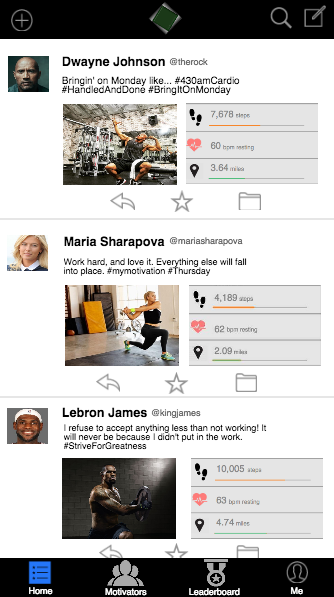 Dwayne Johnson @therock
Bringin' on Monday like... #430amCardio
#HandledAndDone #BringItOnMonday
7,678 steps
60 bpm resting
3.64 miles
Maria Sharapova @mariasharapova
Work hard, and love it. Everything else will fall
into place. #mymotivation #Thursday
4,189 steps
62 bpm resting
2.09 miles
Lebron James @kingjames
I refuse to accept anything less than not working! It
will never be because I didn't put in the work.
#StriveForGreatness
10,005 steps
63 bpm resting
4.74 miles
Home Motivators Leaderboard Me